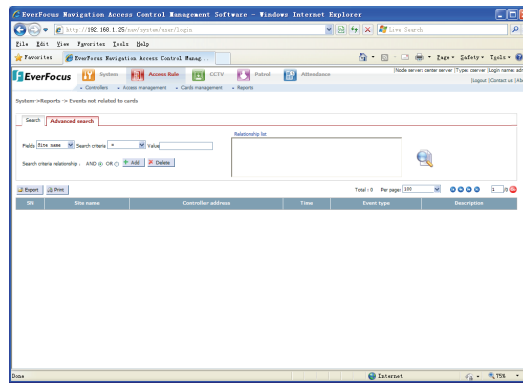 EverFocus Navigation Access Control Management Software - Windows Internet Explorer
http://192.168.1.25/nav/system/user/login
Live Search
File Edit View Favorites Tools Help
Favorites EverFocus Navigation Access Control Manag...
Page Safety Tools
EverFocus System Access Rule CCTV Patrol Attendance
|Node server: center server |Type: cserver |Login name: adm
|Logout |Contact us |Ab
Controllers Access management Cards management Reports
System->Reports -> Events not related to cards
Search Advanced search
Relationship list
Fields Site name Search criteria = Value
Search criteria relationship : AND OR Add Delete
Export Print Total : 0 Per page: 100 1 /0
SN Site name Controller address Time Event type Description
Done Internet 75%